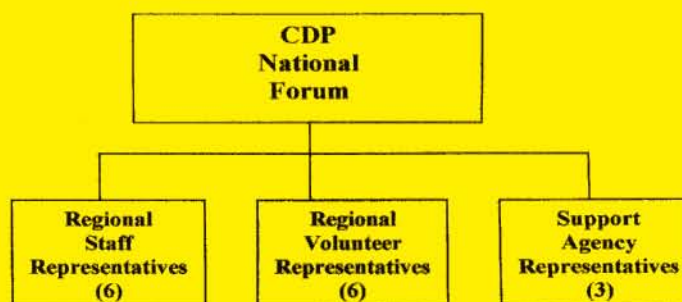 CDP
National
Forum
Regional
Staff
Representatives
(6)
Regional
Volunteer
Representatives
(6)
Support
Agency
Representatives
(3)